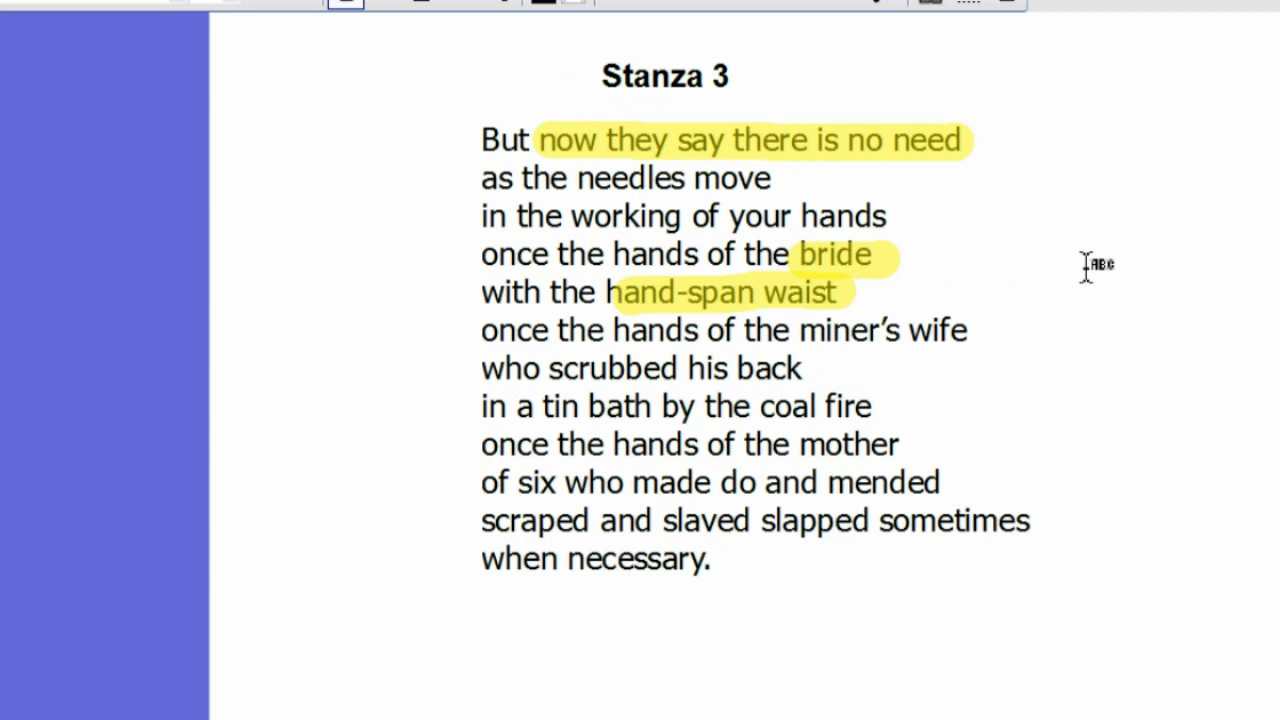 Stanza 3
But now they say there is no need
as the needles move
in the working of your hands
once the hands of the bride
with the hand-span waist
once the hands of the miner’s wife
who scrubbed his back
in a tin bath by the coal fire
once the hands of the mother
of six who made do and mended
scraped and slaved slapped sometimes
when necessary.
ABC